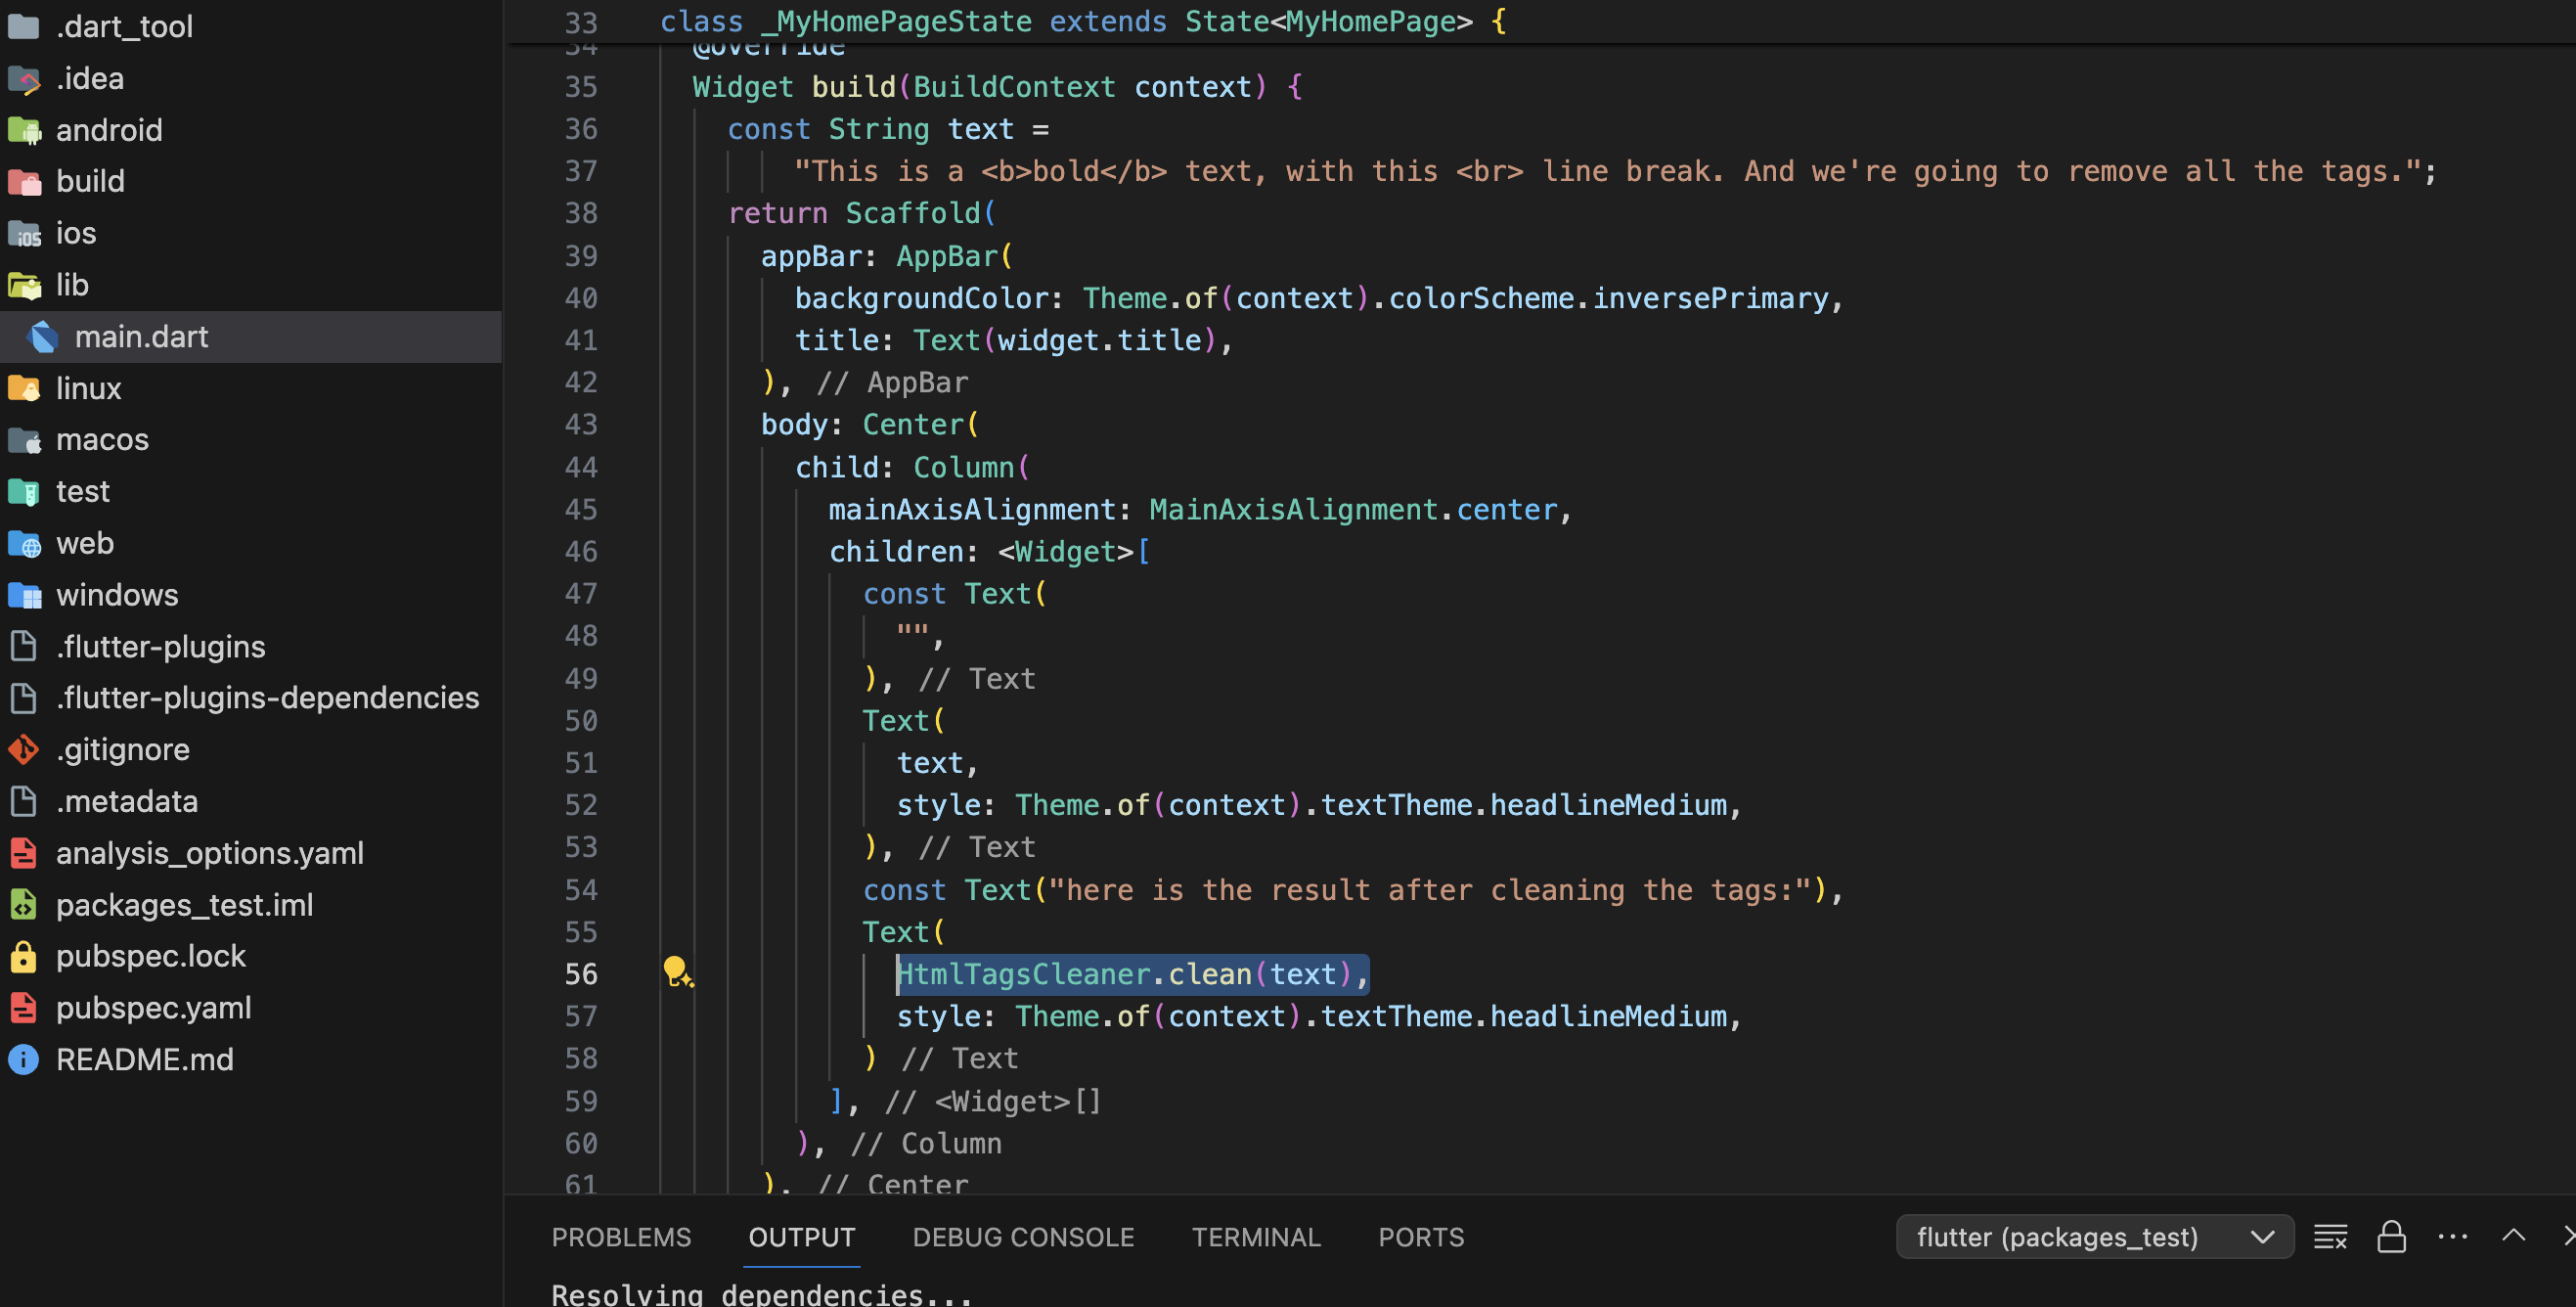 .dart_tool
.idea
android
build
ios
lib
main.dart
linux
macos
test
web
windows
.flutter-plugins
.flutter-plugins-dependencies
.gitignore
.metadata
analysis_options.yaml
packages_test.iml
pubspec.lock
pubspec.yaml
README.md
33 class _MyHomePageState extends State<MyHomePage> {
34 @override
35 Widget build(BuildContext context) {
36 const String text =
37 "This is a <b>bold</b> text, with this <br> line break. And we're going to remove all the tags.";
38 return Scaffold(
39 appBar: AppBar(
40 backgroundColor: Theme.of(context).colorScheme.inversePrimary,
41 title: Text(widget.title),
42 ), // AppBar
43 body: Center(
44 child: Column(
45 mainAxisAlignment: MainAxisAlignment.center,
46 children: <Widget>[
47 const Text(
48 "",
49 ), // Text
50 Text(
51 text,
52 style: Theme.of(context).textTheme.headlineMedium,
53 ), // Text
54 const Text("here is the result after cleaning the tags:"),
55 Text(
56 HtmlTagsCleaner.clean(text),
57 style: Theme.of(context).textTheme.headlineMedium,
58 ) // Text
59 ], // <Widget>[]
60 ), // Column
61 ), // Center
PROBLEMS OUTPUT DEBUG CONSOLE TERMINAL PORTS flutter (packages_test)
Resolving dependencies...